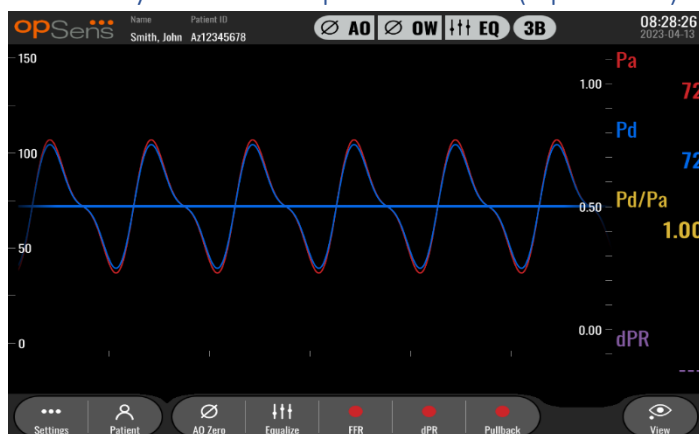 opSens
Name Patient ID
Smith, John Az12345678
Ø AO Ø OW EQ 3B
08:28:26
2023-04-13
150
100
50
0
1.00
0.50
0.00
Pa
72
Pd
72
Pd/Pa
1.00
dPR
---
Settings Patient AO Zero Equalize FFR dPR Pullback View